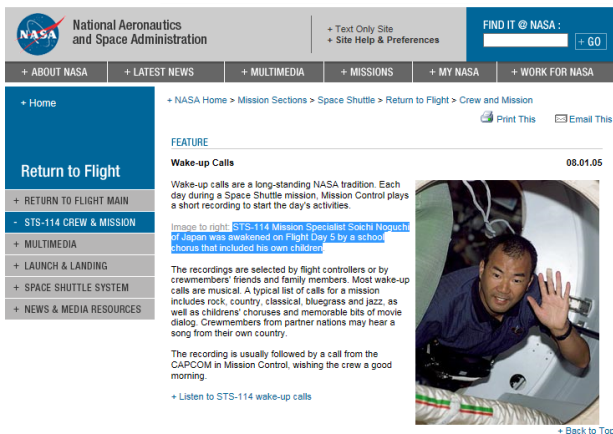 NASA
National Aeronautics
and Space Administration
+ Text Only Site
+ Site Help & Preferences
FIND IT @ NASA :
+ GO
+ ABOUT NASA
+ LATEST NEWS
+ MULTIMEDIA
+ MISSIONS
+ MY NASA
+ WORK FOR NASA
+ Home
+ NASA Home > Mission Sections > Space Shuttle > Return to Flight > Crew and Mission
Print This
Email This
Return to Flight
+ RETURN TO FLIGHT MAIN
- STS-114 CREW & MISSION
+ MULTIMEDIA
+ LAUNCH & LANDING
+ SPACE SHUTTLE SYSTEM
+ NEWS & MEDIA RESOURCES
FEATURE
Wake-up Calls
08.01.05
Wake-up calls are a long-standing NASA tradition. Each
day during a Space Shuttle mission, Mission Control plays
a short recording to start the day's activities.
Image to right: STS-114 Mission Specialist Soichi Noguchi
of Japan was awakened on Flight Day 5 by a school
chorus that included his own children
The recordings are selected by flight controllers or by
crewmembers' friends and family members. Most wake-up
calls are musical. A typical list of calls for a mission
includes rock, country, classical, bluegrass and jazz, as
well as childrens' choruses and memorable bits of movie
dialog. Crewmembers from partner nations may hear a
song from their own country.
The recording is usually followed by a call from the
CAPCOM in Mission Control, wishing the crew a good
morning.
+ Listen to STS-114 wake-up calls
+ Back to Top